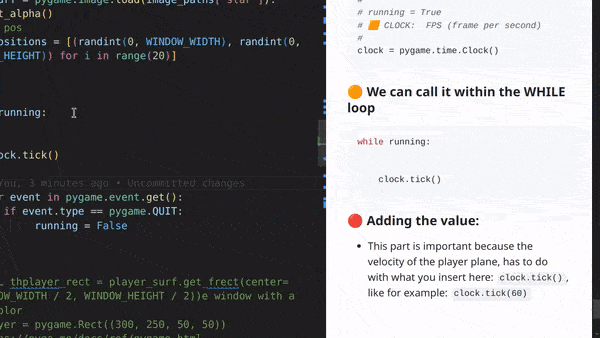 image.load(image_paths['star']).
t_alpha()
pos
ositions = [(randint(0, WINDOW_WIDTH), randint(0,
_HEIGHT)) for i in range(20)]
running:
ock.tick()
You, 3 minutes ago • Uncommitted changes
r event in pygame.event.get():
if event.type == pygame.QUIT:
running = False
thplayer_rect = player_surf.get_frect(center=
OW_WIDTH / 2, WINDOW_HEIGHT / 2))e window with a
olor
yer = pygame.Rect((300, 250, 50, 50))
#
# running = True
# 🟧 CLOCK: FPS (frame per second)
#
clock = pygame.time.Clock()
🟠 We can call it within the WHILE
loop
while running:
clock.tick()
🔴 Adding the value:
• This part is important because the
velocity of the player plane, has to do
with what you insert here: clock.tick(),
like for example: clock.tick(60)